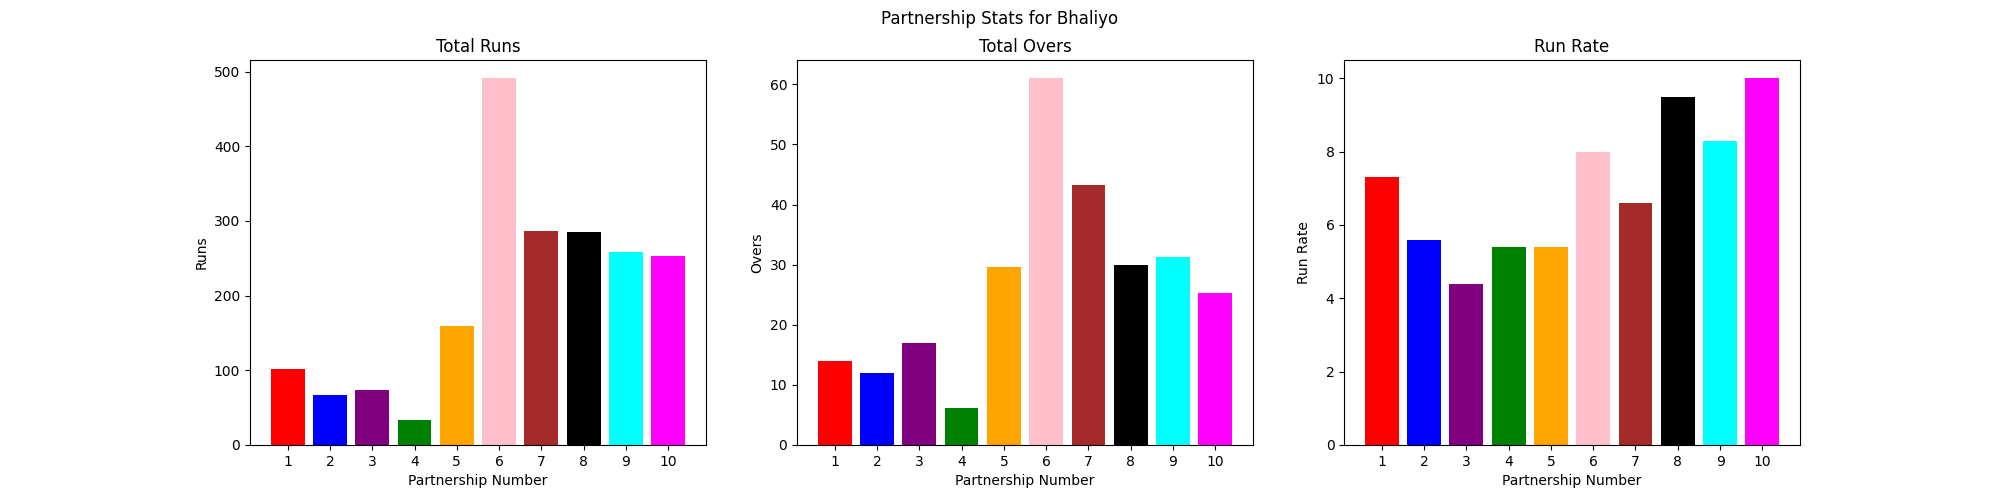 Partnership Stats for Bhaliyo
Total Runs
500
400
300
200
100
0
Runs
1 2 3 4 5 6 7 8 9 10
Partnership Number
Total Overs
60
50
40
30
20
10
0
Overs
1 2 3 4 5 6 7 8 9 10
Partnership Number
Run Rate
10
8
6
4
2
0
Run Rate
1 2 3 4 5 6 7 8 9 10
Partnership Number